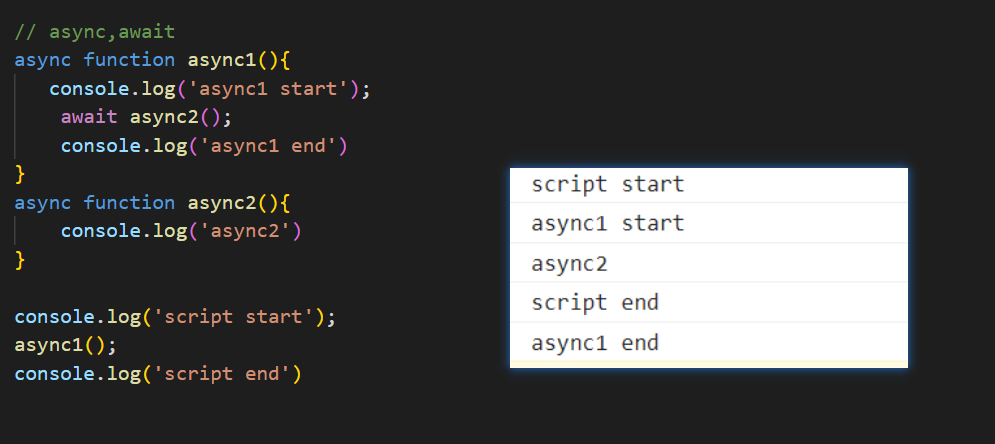 // async,await
async function async1(){
   console.log('async1 start');
    await async2();
    console.log('async1 end')
}
async function async2(){
    console.log('async2')
}

console.log('script start');
async1();
console.log('script end')
script start
async1 start
async2
script end
async1 end